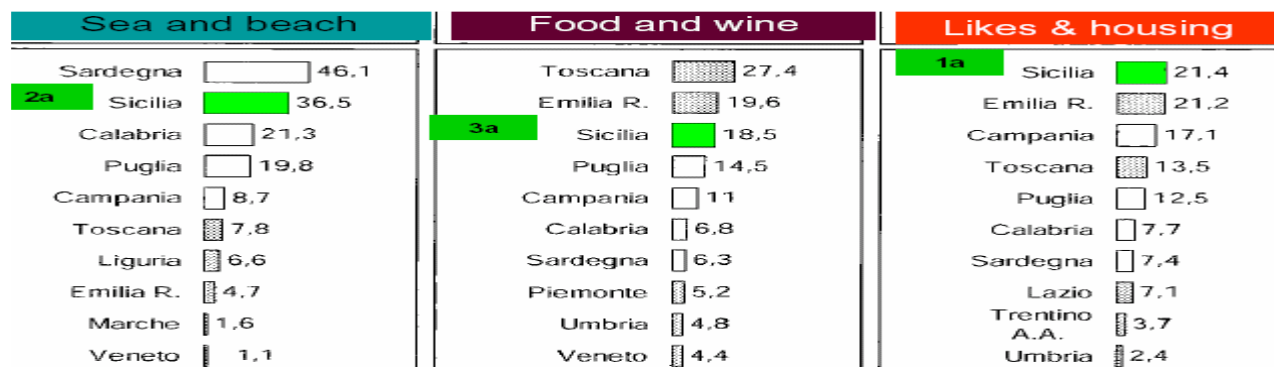 Sea and beach
Sardegna 46,1
2a Sicilia 36,5
Calabria 21,3
Puglia 19,8
Campania 8,7
Toscana 7,8
Liguria 6,6
Emilia R. 4,7
Marche 1,6
Veneto 1,1
Food and wine
Toscana 27,4
Emilia R. 19,6
3a Sicilia 18,5
Puglia 14,5
Campania 11
Calabria 6,8
Sardegna 6,3
Piemonte 5,2
Umbria 4,8
Veneto 4,4
Likes & housing
1a Sicilia 21,4
Emilia R. 21,2
Campania 17,1
Toscana 13,5
Puglia 12,5
Calabria 7,7
Sardegna 7,4
Lazio 7,1
Trentino
A.A. 3,7
Umbria 2,4